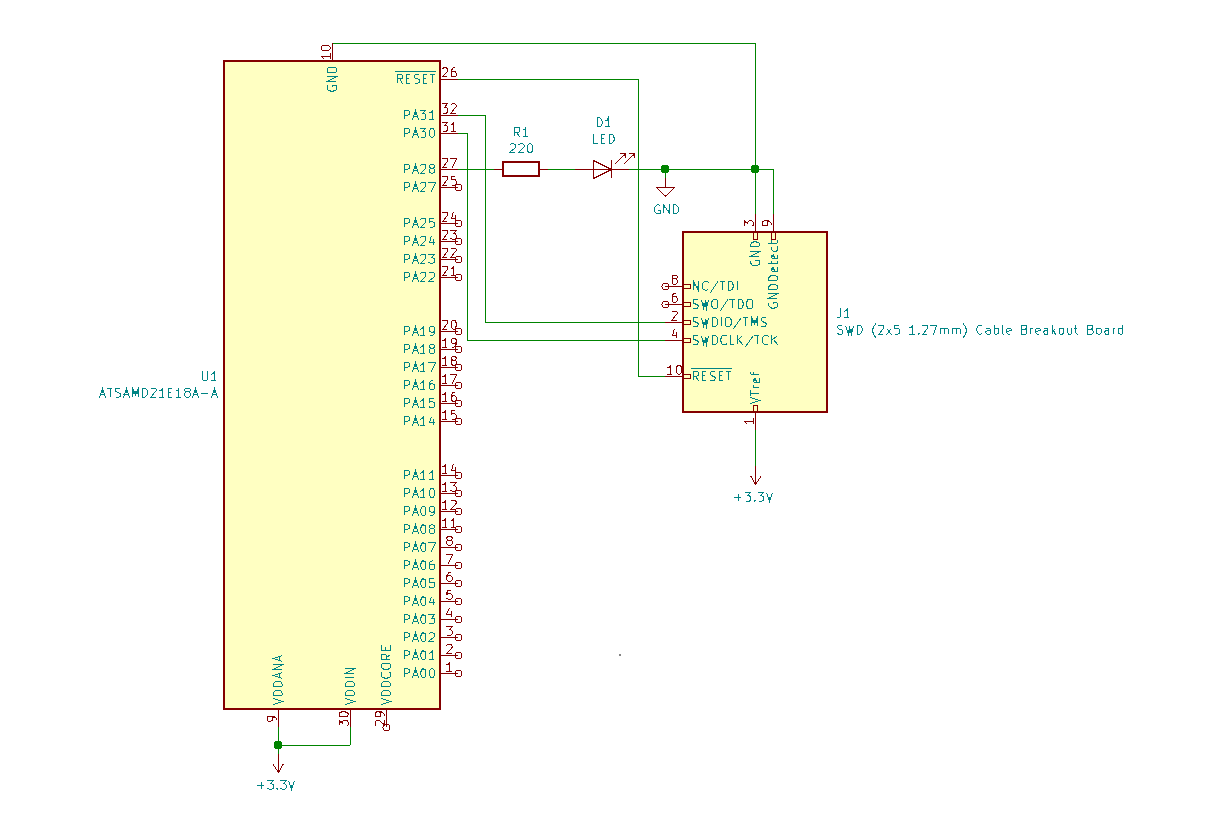 10
GND
RESET 26
PA31 32
PA30 31
R1
220
D1
LED
PA28 27
PA27 25
GND
PA25 24
PA24 23
PA23 22
PA22 21
3
9
GND
GNDDetect
8 NC/TDI
6 SWO/TDO
2 SWDIO/TMS
4 SWDCLK/TCK
10 RESET
VTref
1
J1
SWD (2x5 1.27mm) Cable Breakout Board
+3.3V
PA19 20
PA18 19
PA17 18
PA16 17
PA15 16
PA14 15
U1
ATSAMD21E18A-A
PA11 14
PA10 13
PA09 12
PA08 11
PA07 8
PA06 7
PA05 6
PA04 5
PA03 4
PA02 3
PA01 2
PA00 1
VDDANA
VDDIN
VDDCORE
9
30
29
+3.3V